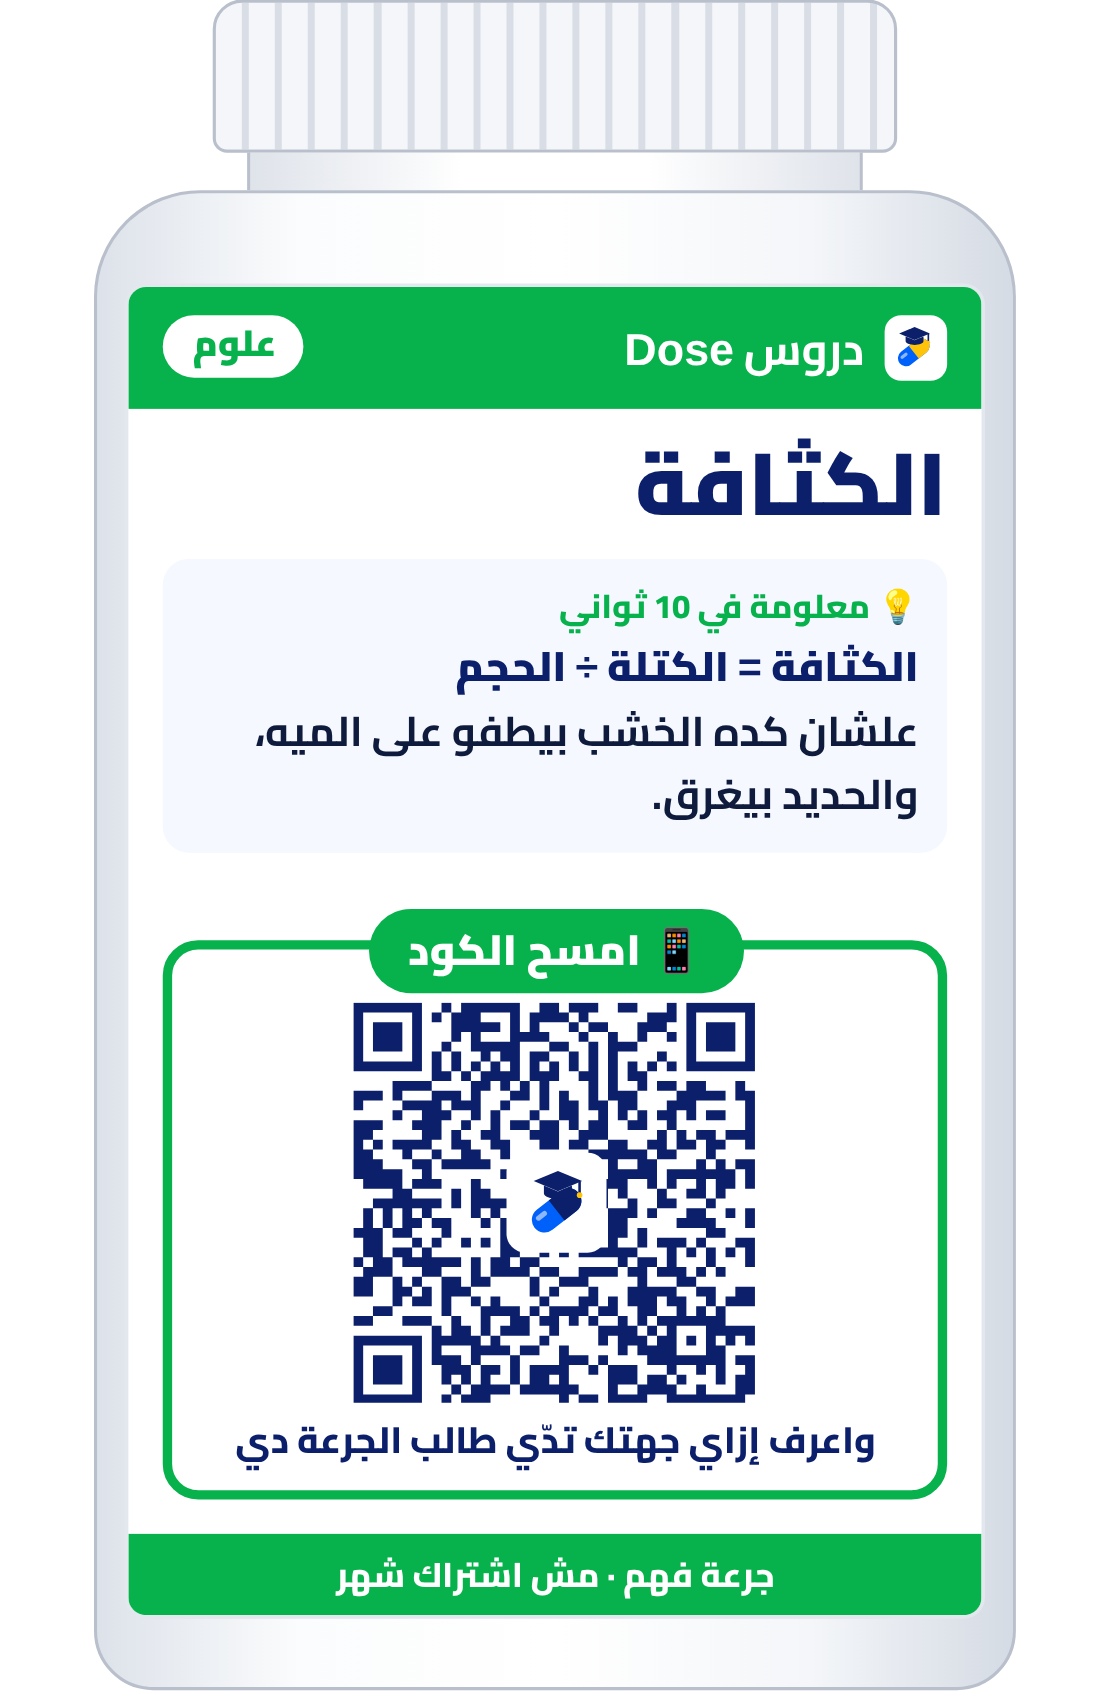 دروس Dose
علوم
الكثافة
💡 معلومة في 10 ثواني
الكثافة = الكتلة ÷ الحجم
علشان كده الخشب بيطفو على الميه،
والحديد بيغرق.
📱 امسح الكود
واعرف إزاي جهتك تدّي طالب الجرعة دي
جرعة فهم · مش اشتراك شهر